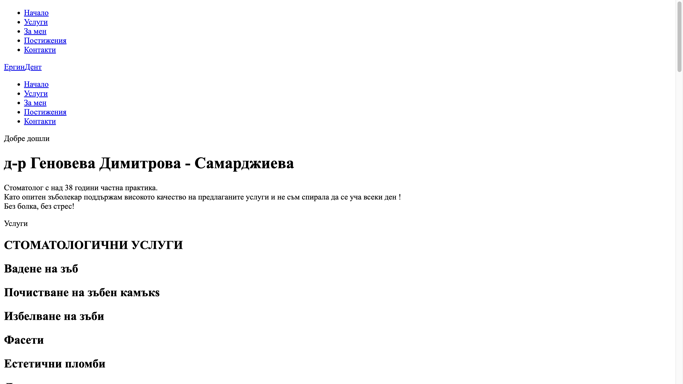 Начало
Услуги
За мен
Постижения
Контакти
ЕргинДент
Начало
Услуги
За мен
Постижения
Контакти
Добре дошли
д-р Геновева Димитрова - Самарджиева
Стоматолог с над 38 години частна практика.
Като опитен зъболекар поддържам високото качество на предлаганите услуги и не съм спирала да се уча всеки ден !
Без болка, без стрес!
Услуги
СТОМАТОЛОГИЧНИ УСЛУГИ
Вадене на зъб
Почистване на зъбен камъкs
Избелване на зъби
Фасети
Естетични пломби